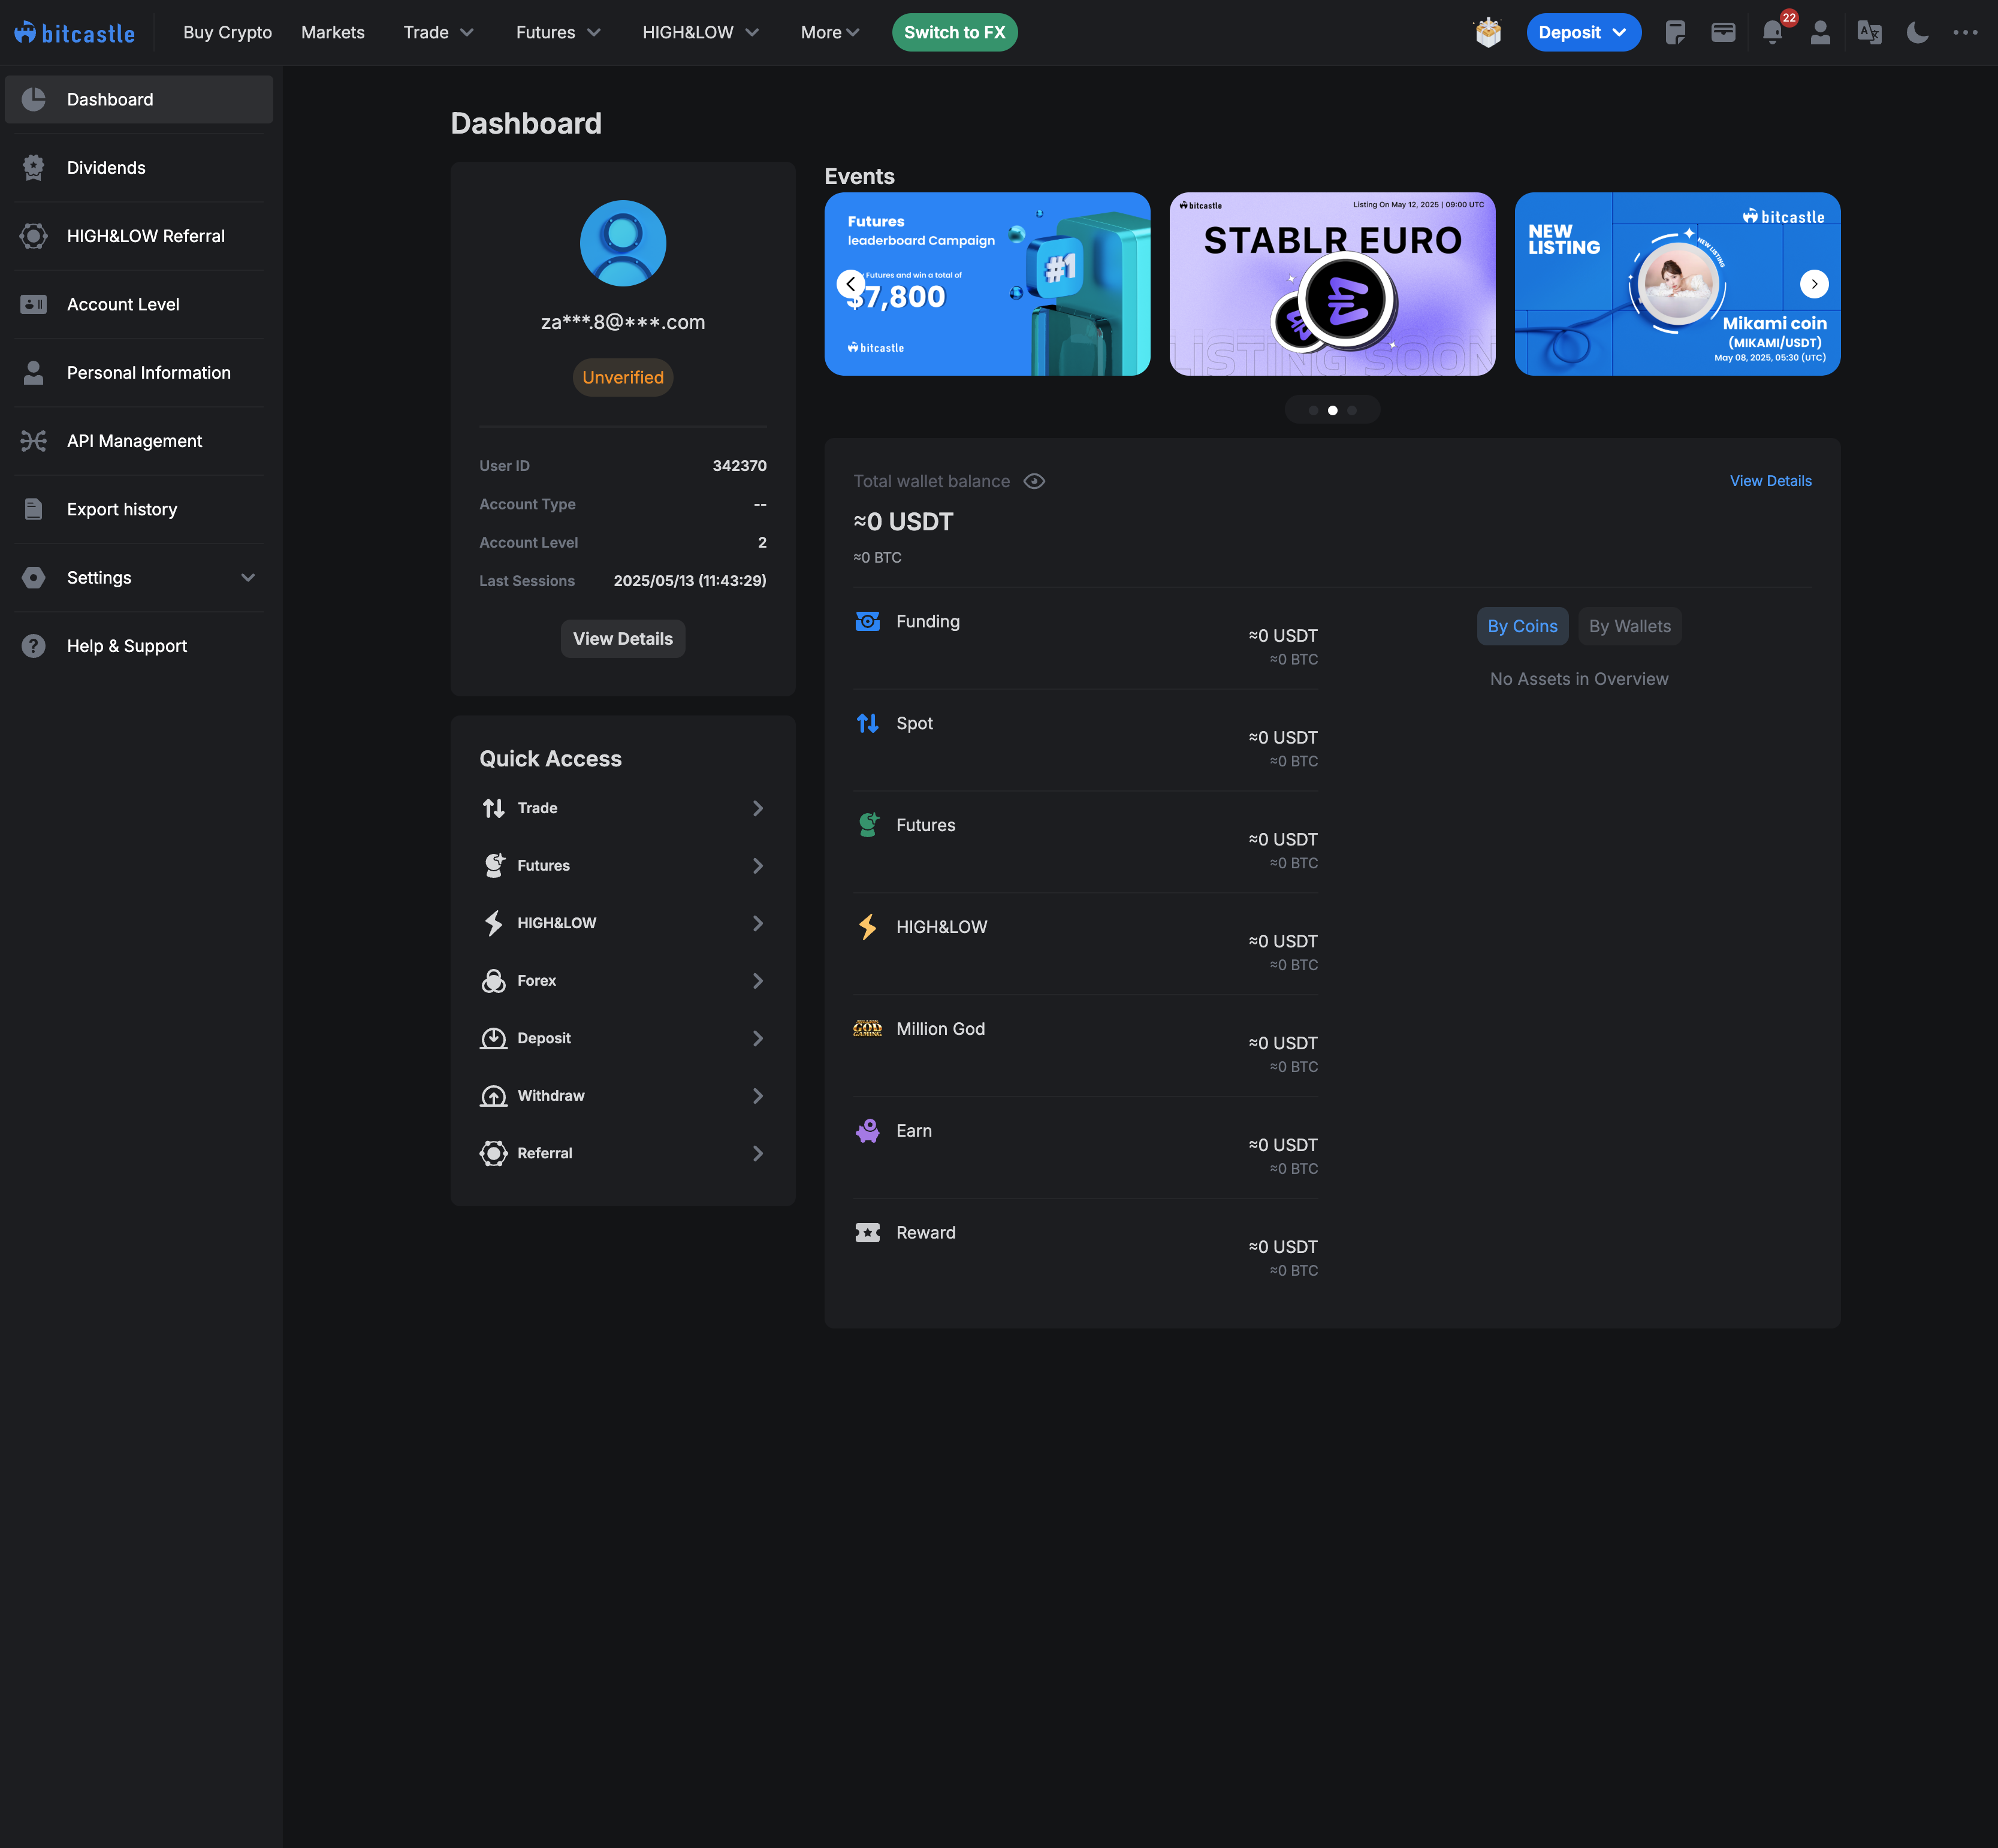 bitcastle
Buy Crypto
Markets
Trade
Futures
HIGH&LOW
More
Switch to FX
Deposit
22
Dashboard
Dividends
HIGH&LOW Referral
Account Level
Personal Information
API Management
Export history
Settings
Help & Support
Dashboard
za***.8@***.com
Unverified
User ID 342370
Account Type --
Account Level 2
Last Sessions 2025/05/13 (11:43:29)
View Details
Quick Access
Trade
Futures
HIGH&LOW
Forex
Deposit
Withdraw
Referral
Events
Futures
leaderboard Campaign
Futures and win a total of
$7,800
#1
bitcastle
bitcastle
Listing On May 12, 2025 | 09:00 UTC
STABLR EURO
LISTING SOON
NEW
LISTING
bitcastle
NEW LISTING
Mikami coin
(MIKAMI/USDT)
May 08, 2025, 05:30 (UTC)
Total wallet balance
View Details
≈0 USDT
≈0 BTC
Funding
≈0 USDT
≈0 BTC
Spot
≈0 USDT
≈0 BTC
Futures
≈0 USDT
≈0 BTC
HIGH&LOW
≈0 USDT
≈0 BTC
GOD
GAMING
Million God
≈0 USDT
≈0 BTC
Earn
≈0 USDT
≈0 BTC
Reward
≈0 USDT
≈0 BTC
By Coins
By Wallets
No Assets in Overview